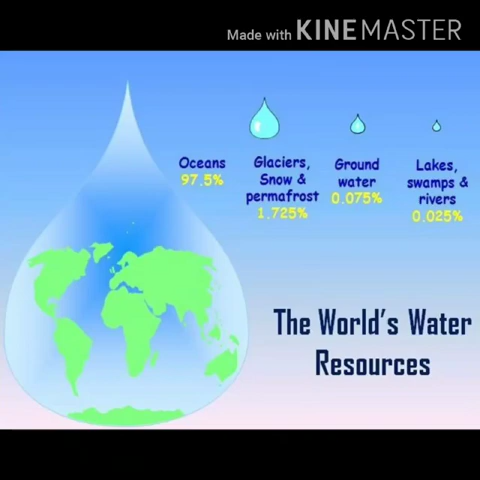 Made with KINEMASTER
Oceans
97.5%
Glaciers,
Snow &
permafrost
1.725%
Ground
water
0.075%
Lakes,
swamps &
rivers
0.025%
The World's Water
Resources